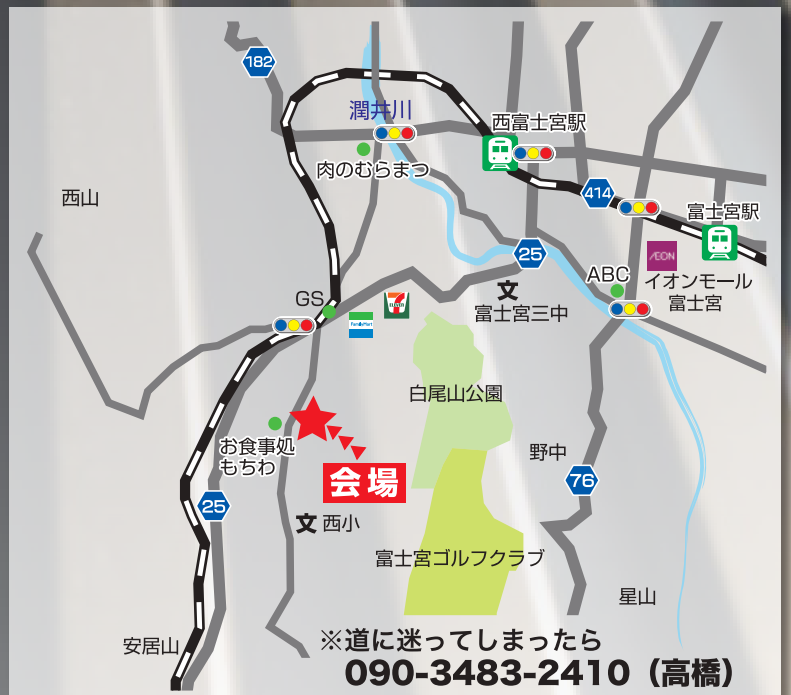 182
潤井川
西富士宮駅
肉のむらまつ
西山
414
富士宮駅
25
ÆON
ABC
イオンモール
富士宮
GS
FamilyMart
7
ELEVEn
文
富士宮三中
白尾山公園
お食事処
もちわ
野中
会場
76
25
文 西小
富士宮ゴルフクラブ
星山
安居山
※道に迷ってしまったら
090-3483-2410（高橋）